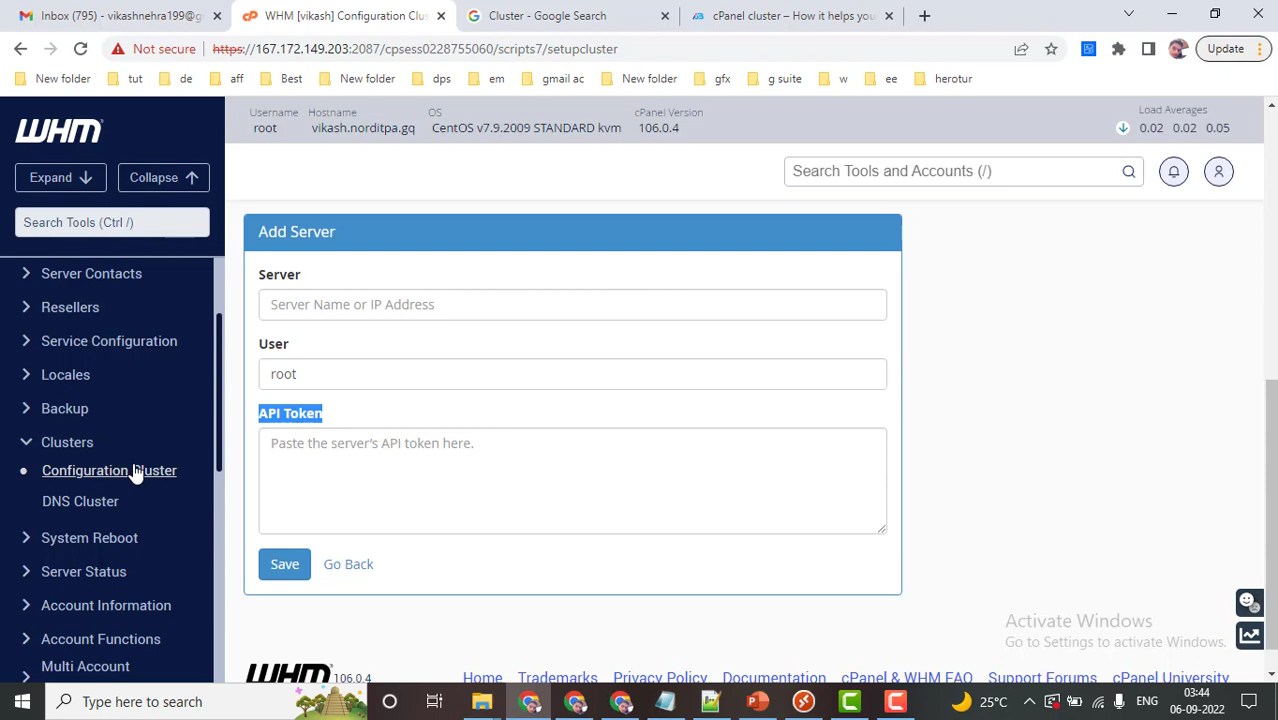 Inbox (795) - vikashnehra199@g
WHM [vikash] Configuration Clust
Cluster - Google Search
cPanel cluster – How it helps you
Not secure
https://167.172.149.203:2087/cpsess0228755060/scripts7/setupcluster
Update
New folder
tut
de
aff
Best
New folder
dps
em
gmail ac
New folder
gfx
g suite
w
ee
herotur
WHM
Expand
Collapse
Search Tools (Ctrl /)
Server Contacts
Resellers
Service Configuration
Locales
Backup
Clusters
Configuration Cluster
DNS Cluster
System Reboot
Server Status
Account Information
Account Functions
Multi Account
Username
root
Hostname
vikash.norditpa.gq
OS
CentOS v7.9.2009 STANDARD kvm
cPanel Version
106.0.4
Load Averages
0.02 0.02 0.05
Search Tools and Accounts (/)
Add Server
Server
Server Name or IP Address
User
root
API Token
Paste the server's API token here.
Save
Go Back
Activate Windows
Go to Settings to activate Windows.
WHM 106.0.4
Home
Trademarks
Privacy Policy
Documentation
cPanel & WHM FAQ
Support Forums
cPanel University
Type here to search
25°C
ENG
03:44
06-09-2022